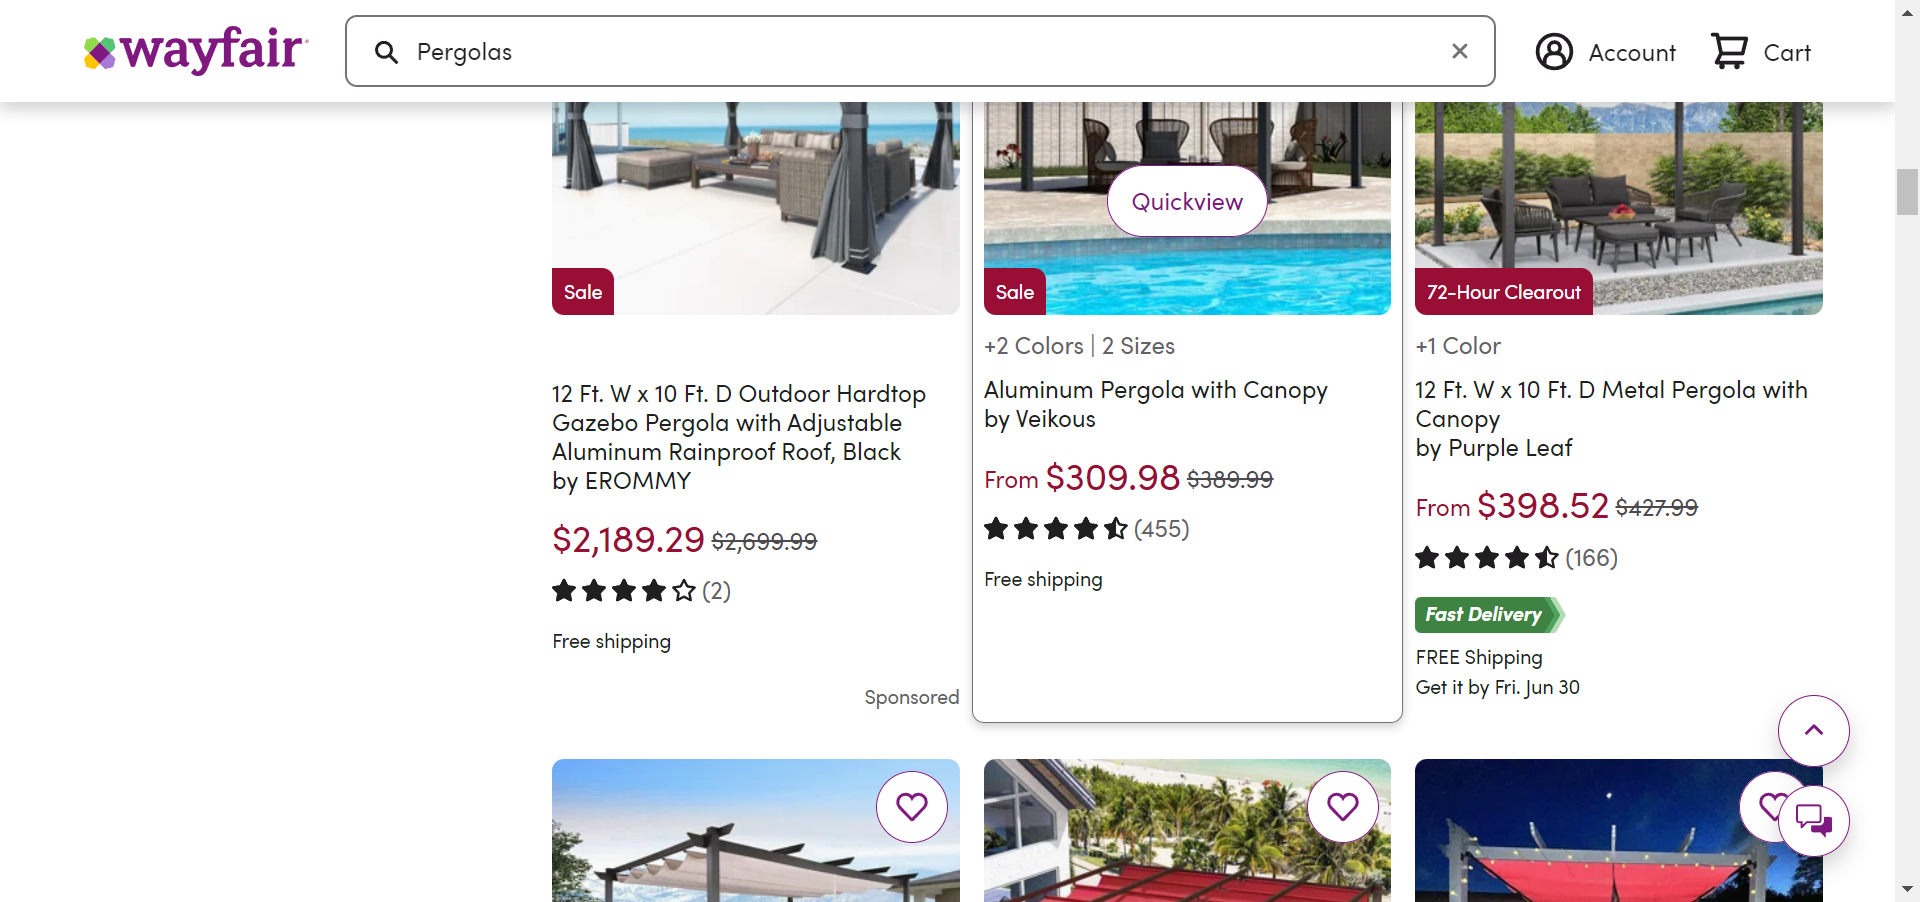 wayfair
Pergolas
Account
Cart
Sale
12 Ft. W x 10 Ft. D Outdoor Hardtop
Gazebo Pergola with Adjustable
Aluminum Rainproof Roof, Black
by EROMMY
$2,189.29 $2,699.99
(2)
Free shipping
Sponsored
Quickview
Sale
+2 Colors | 2 Sizes
Aluminum Pergola with Canopy
by Veikous
From $309.98 $389.99
(455)
Free shipping
72-Hour Clearout
+1 Color
12 Ft. W x 10 Ft. D Metal Pergola with
Canopy
by Purple Leaf
From $398.52 $427.99
(166)
Fast Delivery
FREE Shipping
Get it by Fri. Jun 30